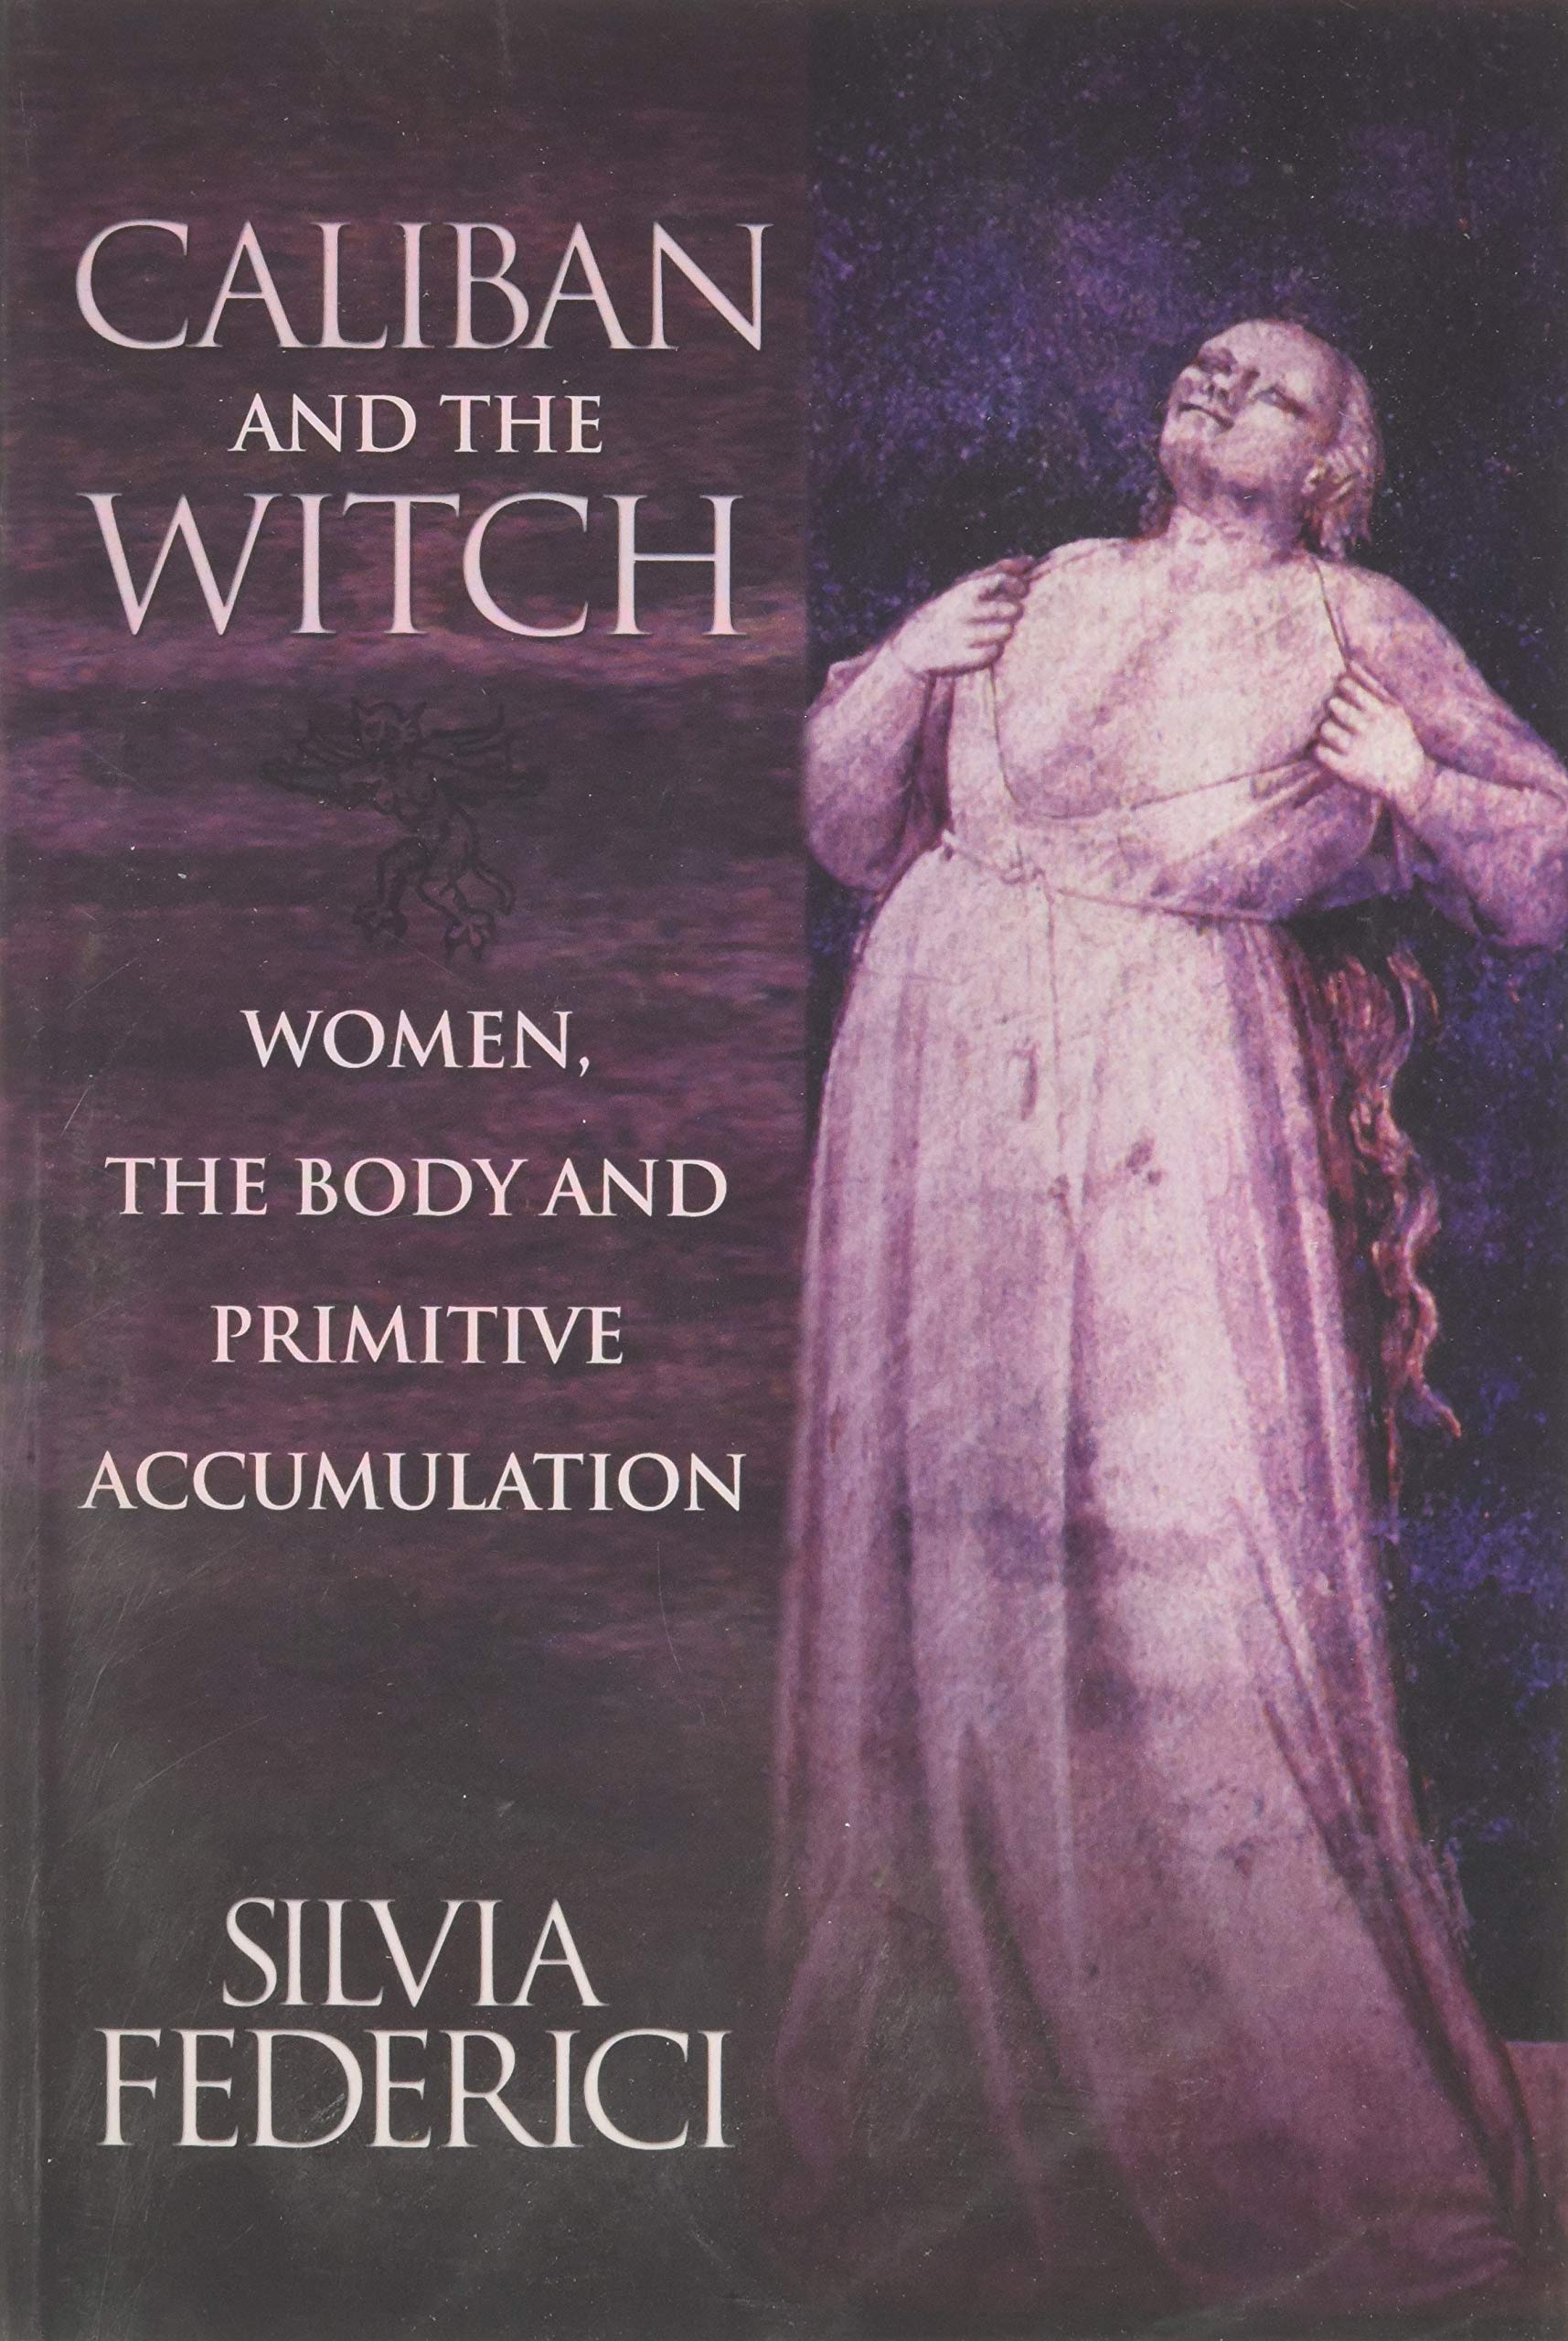 CALIBAN
AND THE
WITCH
WOMEN,
THE BODY AND
PRIMITIVE
ACCUMULATION
SILVIA
FEDERICI